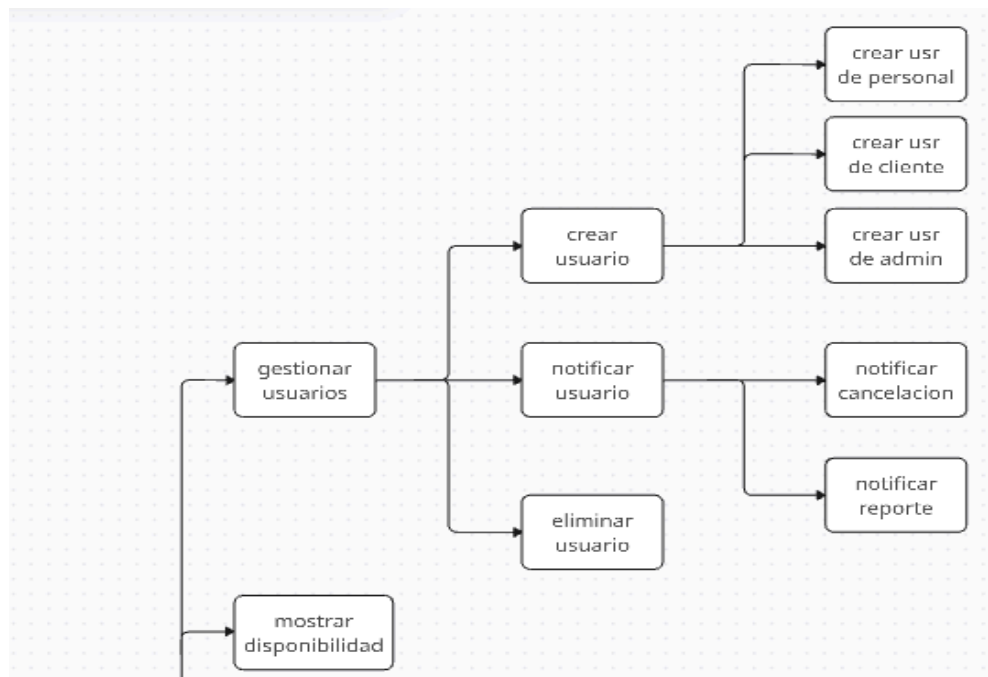 crear usr
de personal
crear usr
de cliente
crear
usuario
crear usr
de admin
gestionar
usuarios
notificar
usuario
notificar
cancelacion
notificar
reporte
eliminar
usuario
mostrar
disponibilidad